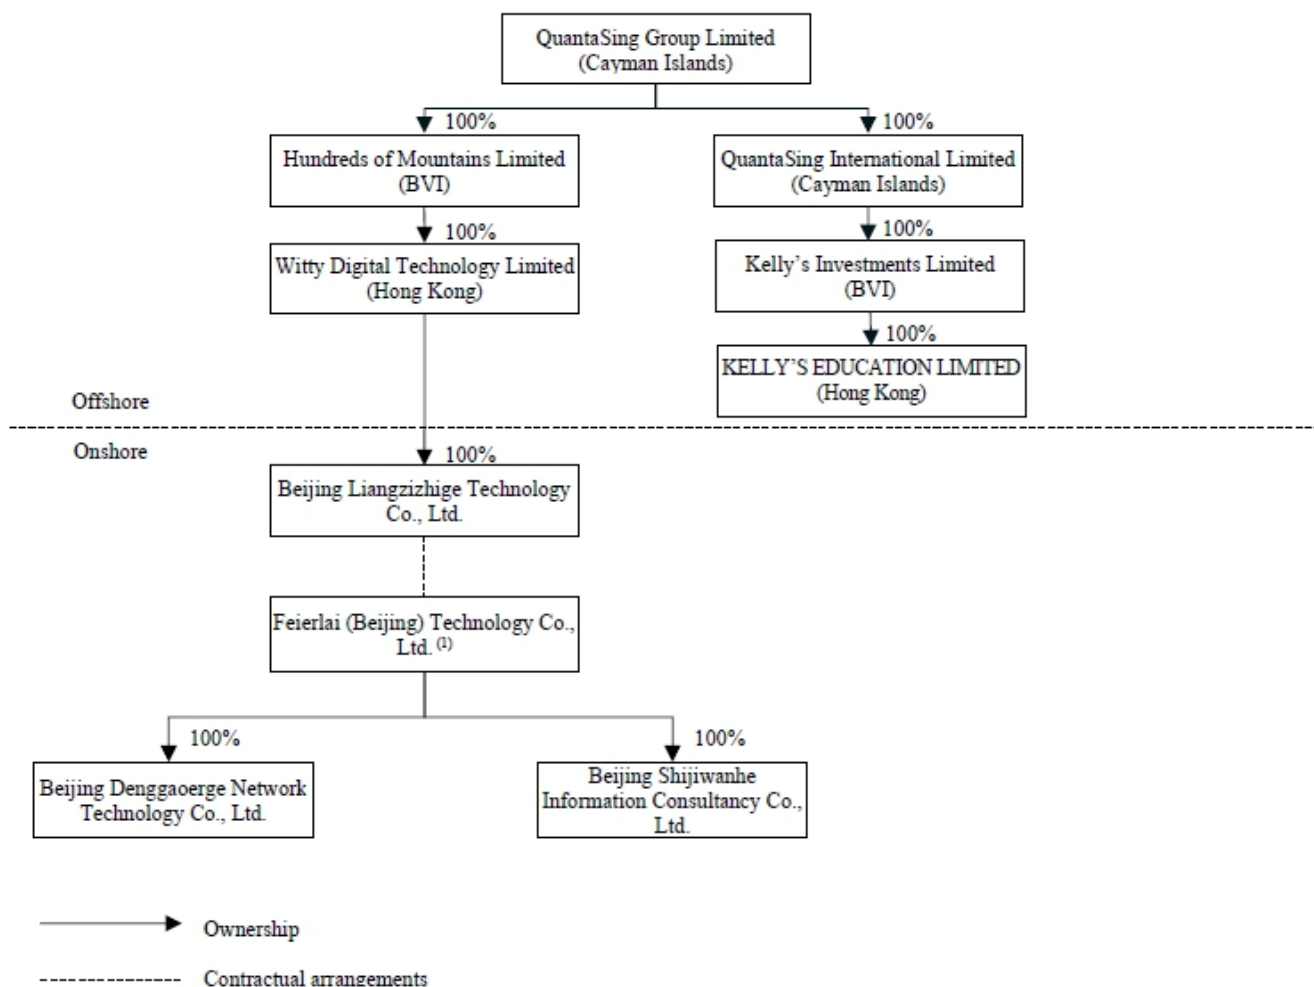 QuantaSing Group Limited
(Cayman Islands)
100%
100%
Hundreds of Mountains Limited
(BVI)
QuantaSing International Limited
(Cayman Islands)
100%
100%
Witty Digital Technology Limited
(Hong Kong)
Kelly's Investments Limited
(BVI)
100%
KELLY'S EDUCATION LIMITED
(Hong Kong)
Offshore
Onshore
100%
Beijing Liangzizhige Technology
Co., Ltd.
Feierlai (Beijing) Technology Co.,
Ltd. (1)
100%
100%
Beijing Denggaoerge Network
Technology Co., Ltd.
Beijing Shijiwanhe
Information Consultancy Co.,
Ltd.
Ownership
Contractual arrangements